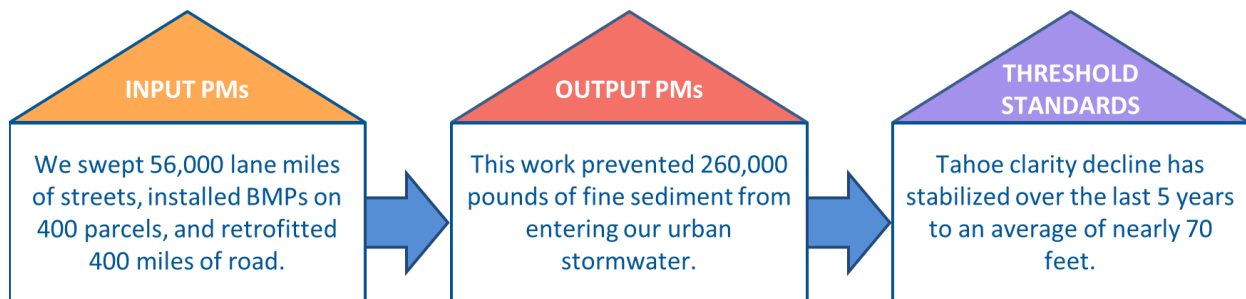 INPUT PMs
We swept 56,000 lane miles
of streets, installed BMPs on
400 parcels, and retrofitted
400 miles of road.
OUTPUT PMs
This work prevented 260,000
pounds of fine sediment from
entering our urban
stormwater.
THRESHOLD
STANDARDS
Tahoe clarity decline has
stabilized over the last 5 years
to an average of nearly 70
feet.